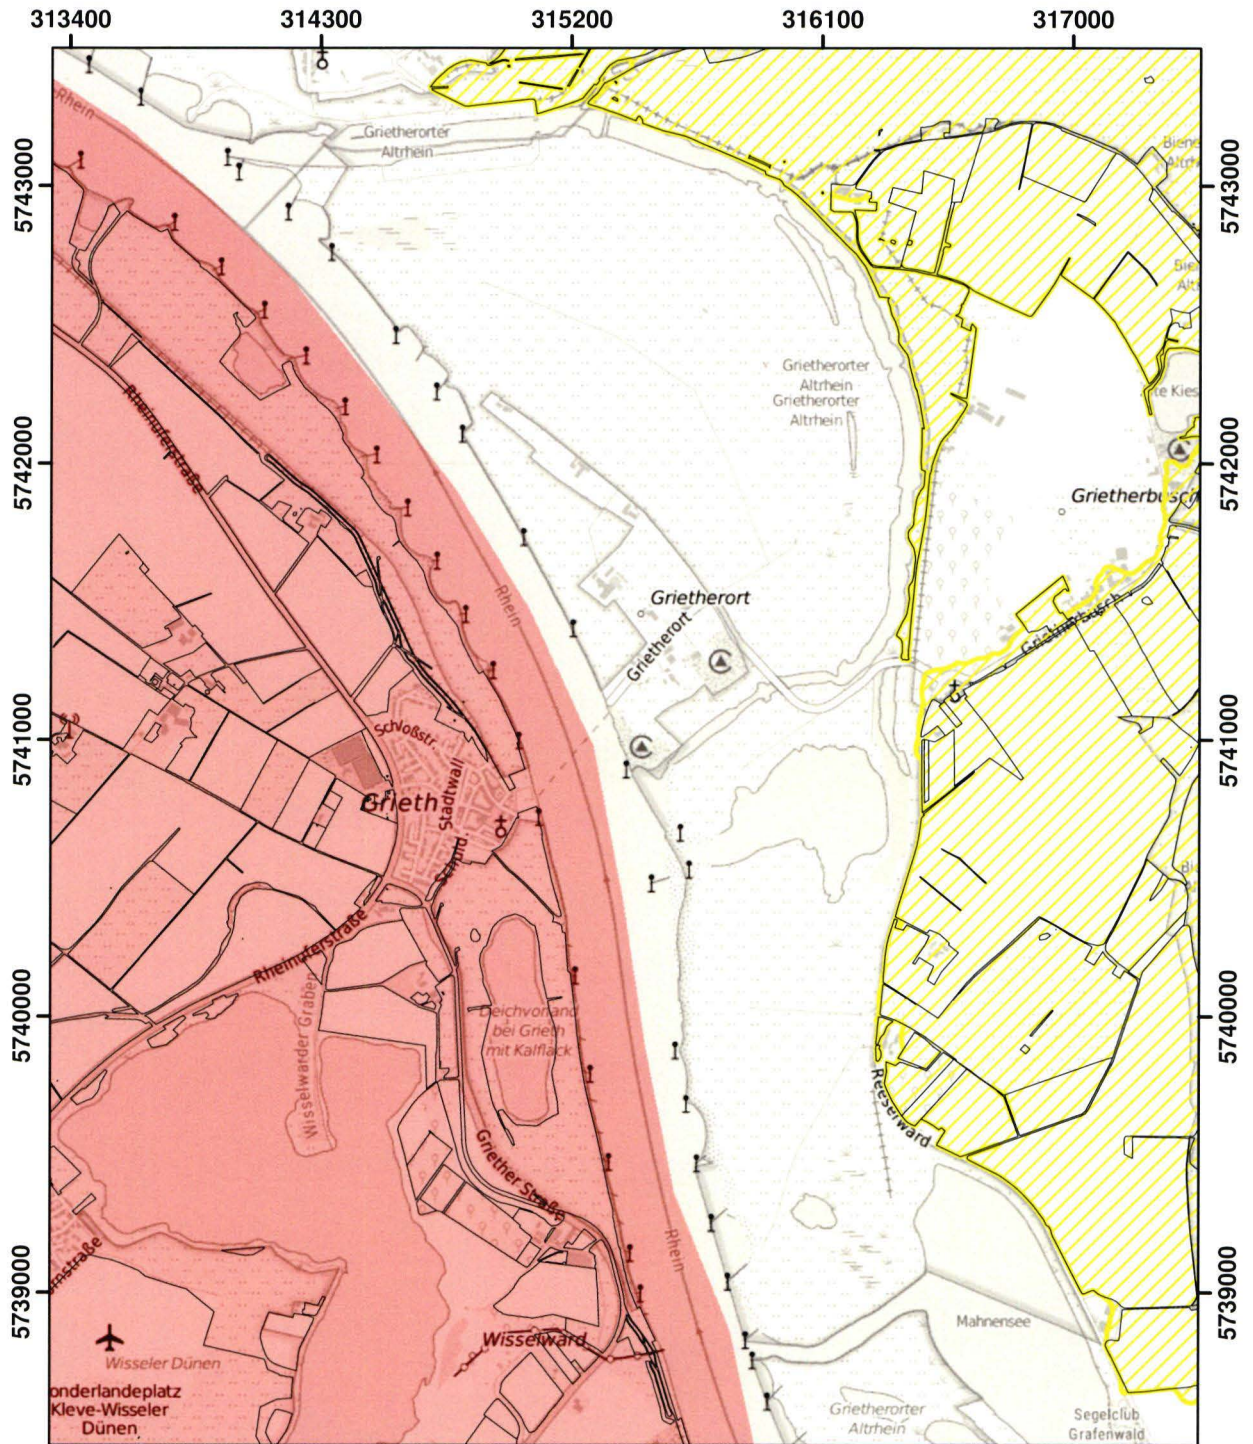 313400 314300 315200 316100 317000
Rhein
Grietherorter
Altrhein
5743000
5743000
Grietherorter
Altrhein
Grietherorter
Altrhein
Rheinuferstraße
5742000
5742000
Grietherbusch
Rhein
Grietherort
Grietherort
Grietherbusch
5741000
5741000
Schloßstr.
Stadtwall
Grieth
Schuld.
Rheinuferstraße
Wisselwarder Graben
Deichvorland
bei Grieth
mit Kalflack
5740000
5740000
Reeserward
Griether Straße
Rhein
5739000
5739000
Mahnensee
Wisselward
Wisseler Dünen
onderlandeplatz
Kleve-Wisseler
Dünen
Grietherorter
Altrhein
Segelclub
Grafenwald